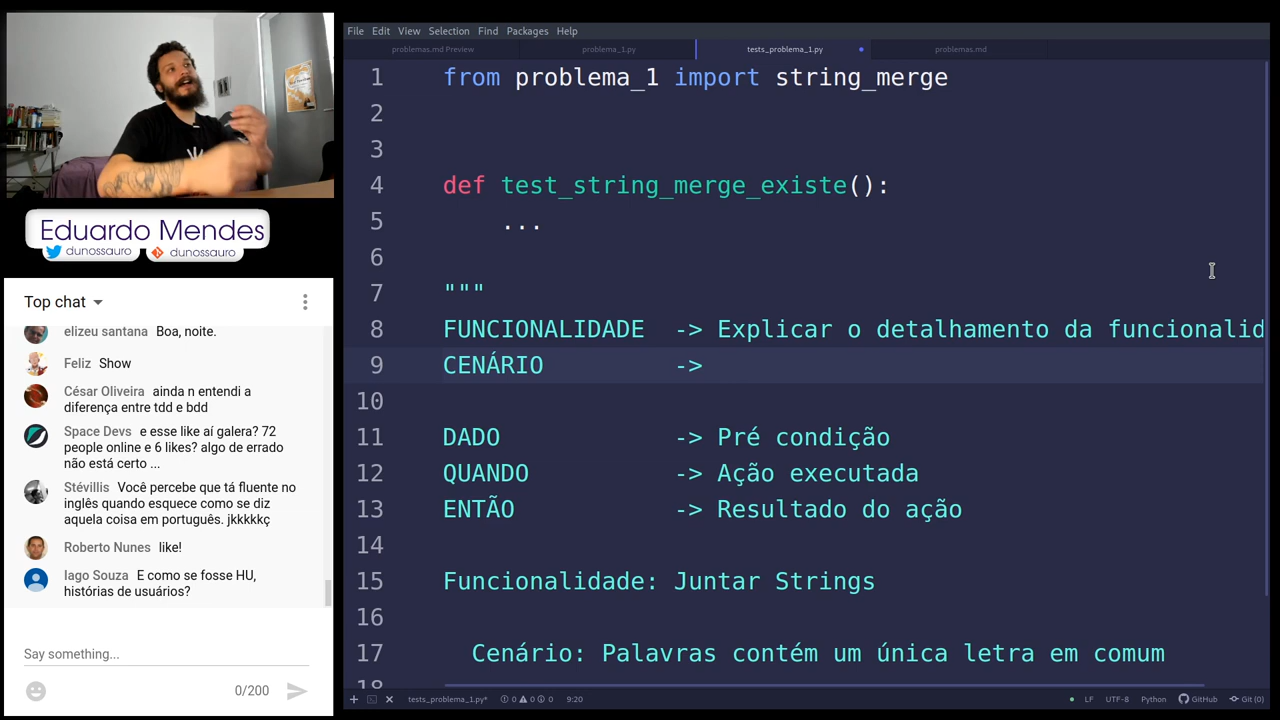 Eduardo Mendes
dunossauro
dunossauro
Top chat
elizeu santana Boa, noite.
Feliz Show
César Oliveira ainda n entendi a
diferença entre tdd e bdd
Space Devs e esse like aí galera? 72
people online e 6 likes? algo de errado
não está certo ...
Stévillis Você percebe que tá fluente no
inglês quando esquece como se diz
aquela coisa em português. jkkkkkç
Roberto Nunes like!
Iago Souza E como se fosse HU,
histórias de usuários?
Say something...
0/200
File Edit View Selection Find Packages Help
problemas.md Preview problema_1.py tests_problema_1.py problemas.md
1 from problema_1 import string_merge
2
3
4 def test_string_merge_existe():
5 ...
6
7 """
8 FUNCIONALIDADE -> Explicar o detalhamento da funcionalid
9 CENÁRIO ->
10
11 DADO -> Pré condição
12 QUANDO -> Ação executada
13 ENTÃO -> Resultado do ação
14
15 Funcionalidade: Juntar Strings
16
17 Cenário: Palavras contém um única letra em comum
18
tests_problema_1.py* 0 0 0 9:20 LF UTF-8 Python GitHub Git (0)